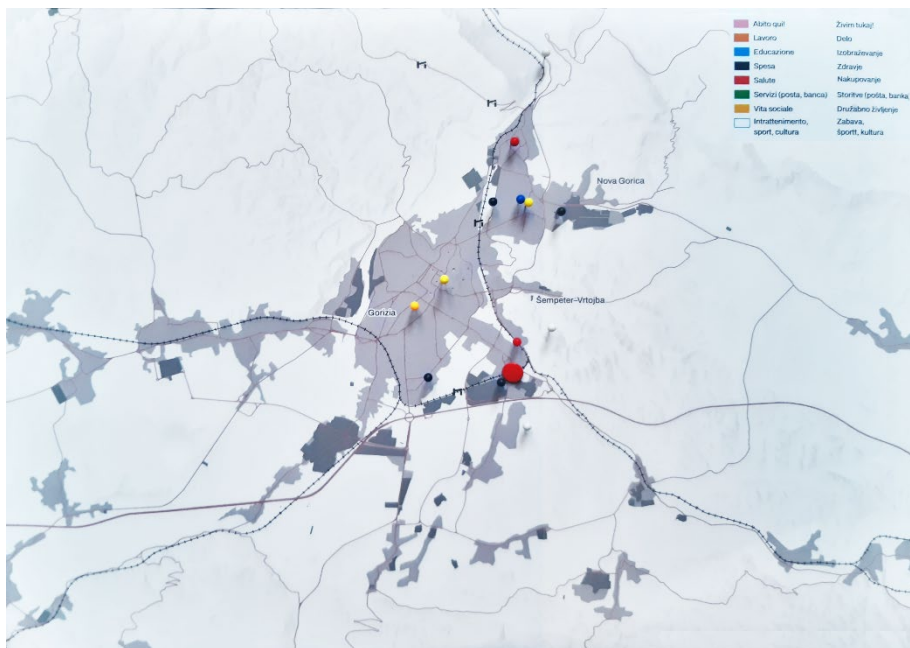 Abito qui! Živim tukaj!
Lavoro Delo
Educazione Izobraževanje
Spesa Zdravje
Salute Nakupovanje
Servizi (posta, banca) Storitve (pošta, banka)
Vita sociale Družabno življenje
Intrattenimento, Zabava,
sport, cultura športt, kultura
Nova Gorica
Šempeter-Vrtojba
Gorizia